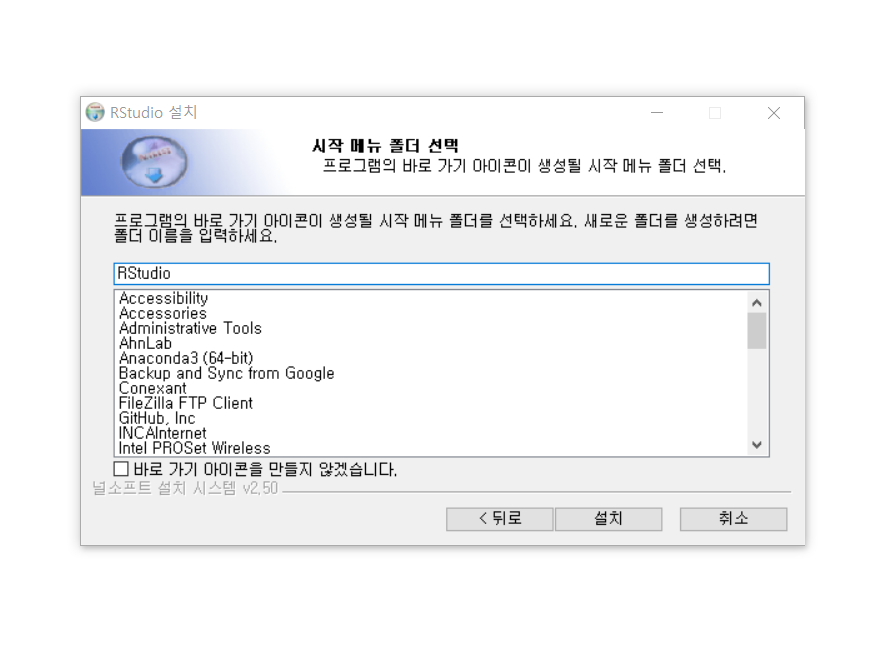 RStudio 설치
시작 메뉴 폴더 선택
프로그램의 바로 가기 아이콘이 생성될 시작 메뉴 폴더 선택.
프로그램의 바로 가기 아이콘이 생성될 시작 메뉴 폴더를 선택하세요. 새로운 폴더를 생성하려면
폴더 이름을 입력하세요.
RStudio
Accessibility
Accessories
Administrative Tools
AhnLab
Anaconda3 (64-bit)
Backup and Sync from Google
Conexant
FileZilla FTP Client
GitHub, Inc
INCAInternet
Intel PROSet Wireless
바로 가기 아이콘을 만들지 않겠습니다.
널소프트 설치 시스템 v2.50
< 뒤로
설치
취소